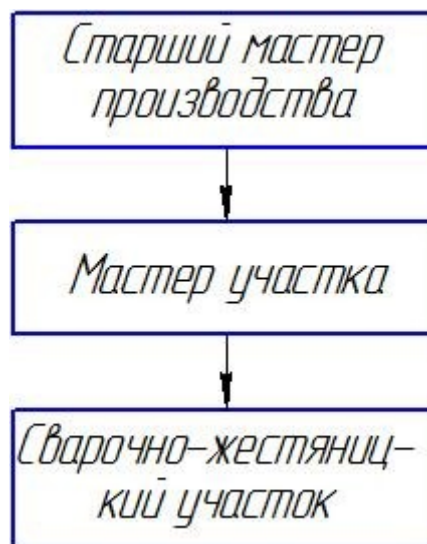 Старший мастер
производства
Мастер участка
Сварочно-жестяниц-
кий участок